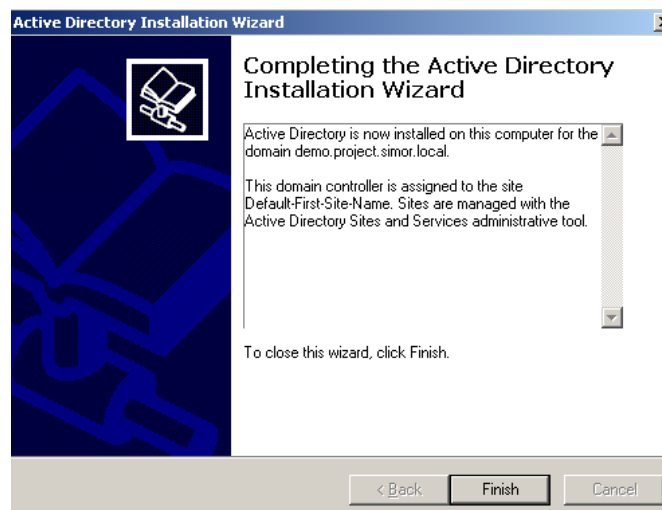 Active Directory Installation Wizard
Completing the Active Directory
Installation Wizard
Active Directory is now installed on this computer for the
domain demo.project.simor.local.
This domain controller is assigned to the site
Default-First-Site-Name. Sites are managed with the
Active Directory Sites and Services administrative tool.
To close this wizard, click Finish.
< Back Finish Cancel